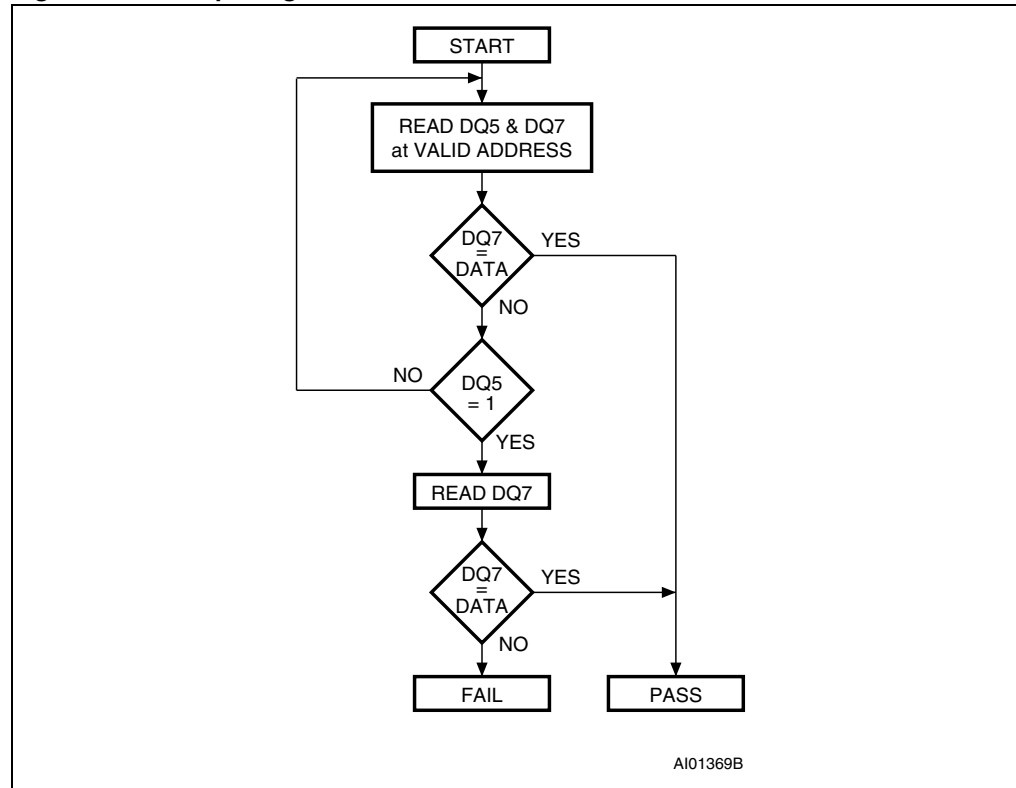 START
READ DQ5 & DQ7
at VALID ADDRESS
DQ7
=
DATA
YES
NO
NO
DQ5
= 1
YES
READ DQ7
DQ7
=
DATA
YES
NO
FAIL
PASS
AI01369B